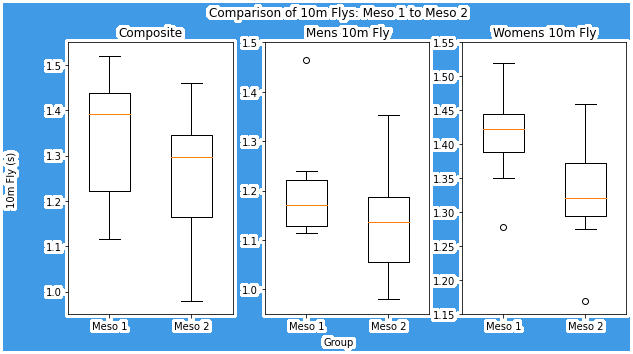 Comparison of 10m Flys: Meso 1 to Meso 2
Composite
Mens 10m Fly
Womens 10m Fly
10m Fly (s)
1.5
1.4
1.3
1.2
1.1
1.0
Meso 1
Meso 2
1.5
1.4
1.3
1.2
1.1
1.0
Meso 1
Meso 2
1.55
1.50
1.45
1.40
1.35
1.30
1.25
1.20
1.15
Meso 1
Meso 2
Group